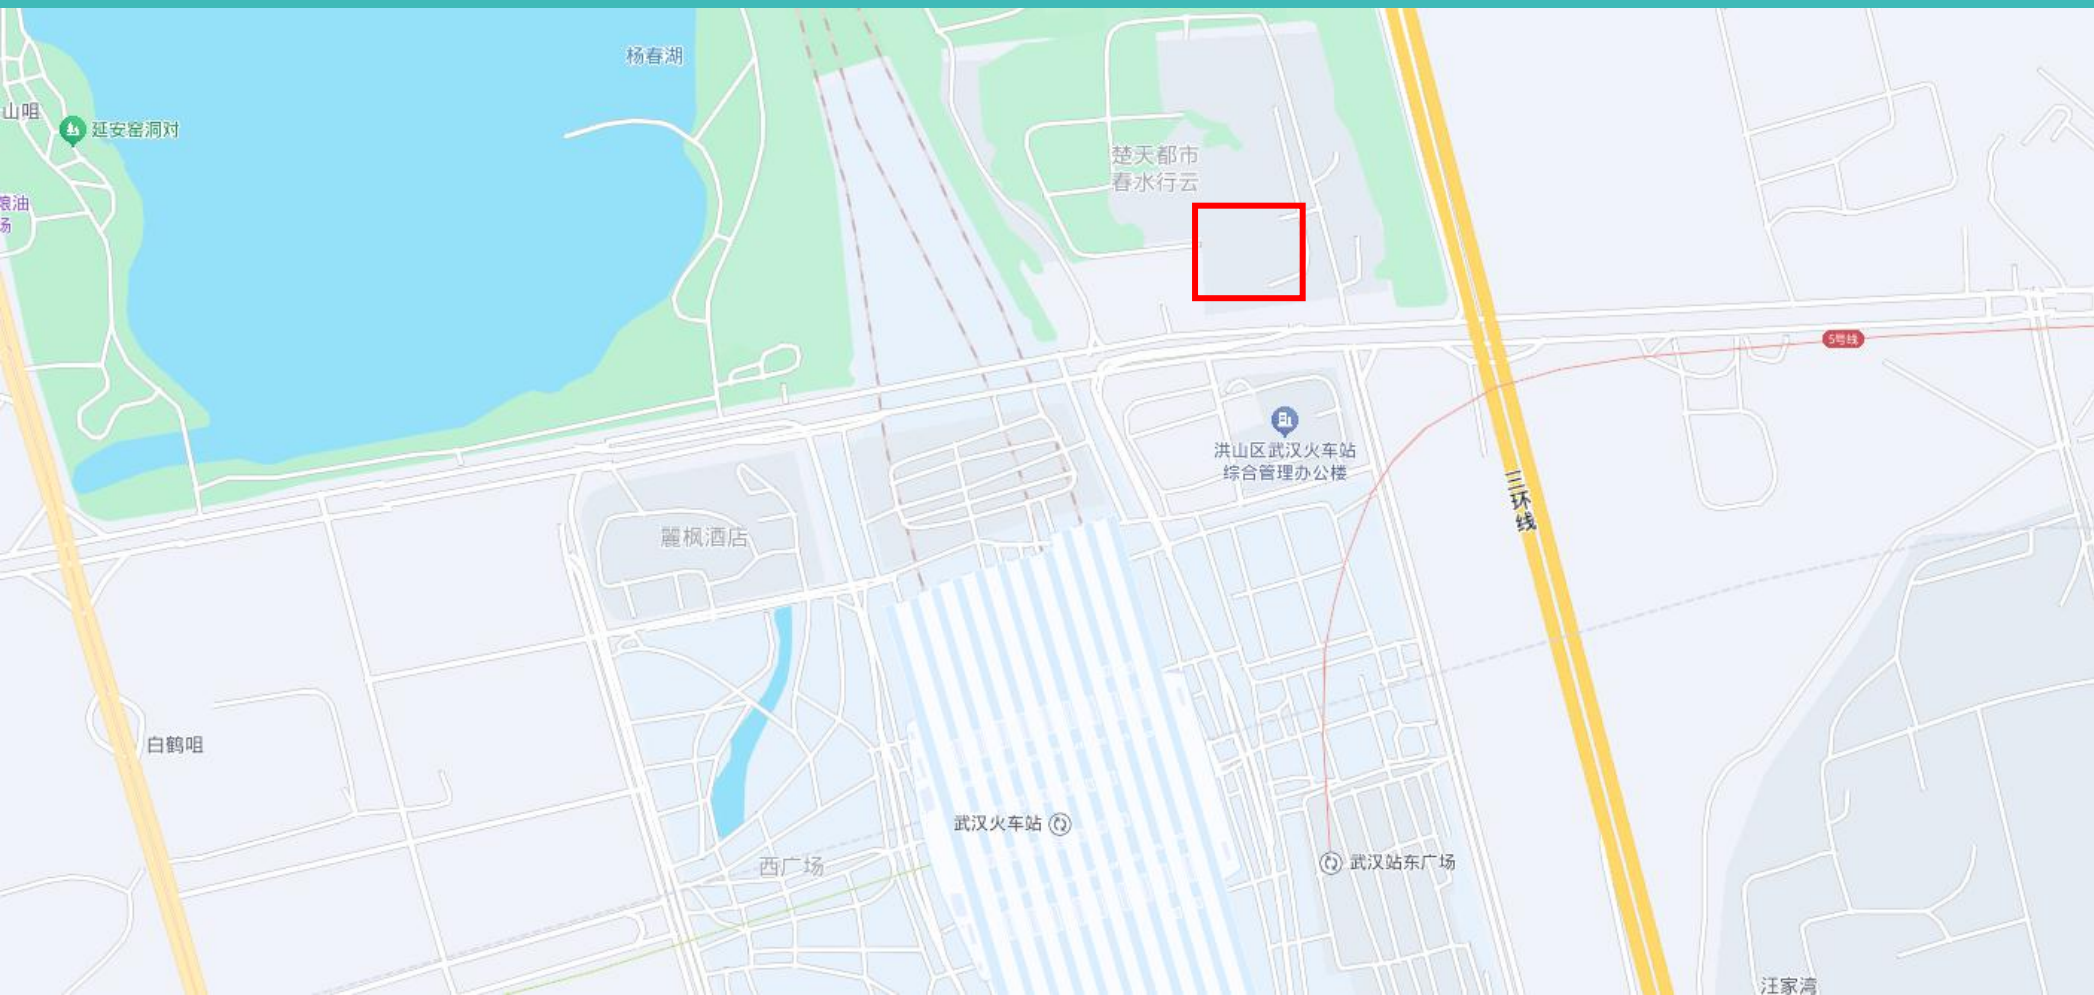 杨春湖
山咀
延安窑洞对
楚天都市
春水行云
粮油
场
5号线
洪山区武汉火车站
综合管理办公楼
三环线
麗枫酒店
白鹤咀
武汉火车站
武汉站东广场
西广场
汪家湾